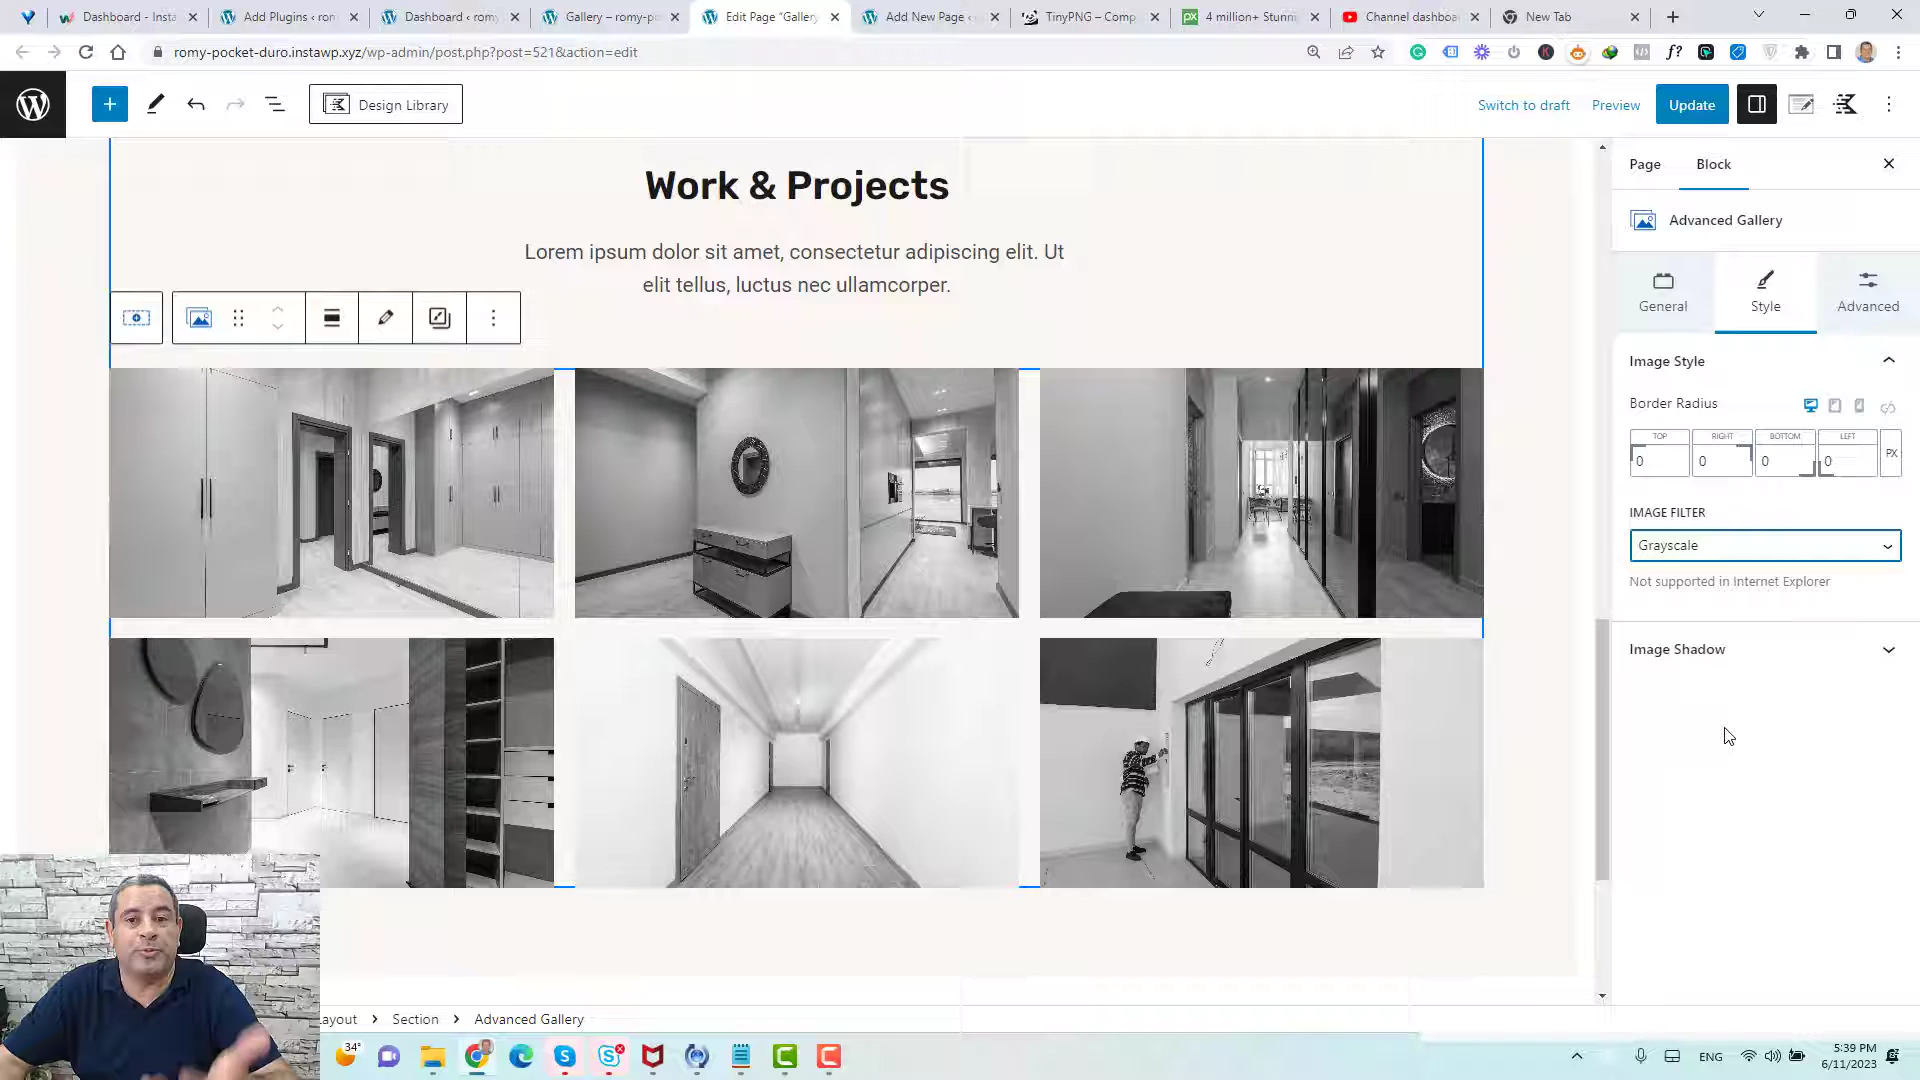 Dashboard - Insta
Add Plugins ‹ rom
Dashboard ‹ romy
Gallery – romy-po
Edit Page "Gallery
Add New Page ‹
TinyPNG – Comp
4 million+ Stunni
Channel dashboa
New Tab
romy-pocket-duro.instawp.xyz/wp-admin/post.php?post=521&action=edit
Design Library
Switch to draft
Preview
Update
Page
Block
Work & Projects
Lorem ipsum dolor sit amet, consectetur adipiscing elit. Ut
elit tellus, luctus nec ullamcorper.
Advanced Gallery
General
Style
Advanced
Image Style
Border Radius
TOP
RIGHT
BOTTOM
LEFT
0
0
0
0
PX
IMAGE FILTER
Grayscale
Not supported in Internet Explorer
Image Shadow
ayout
Section
Advanced Gallery
34°
ENG
5:39 PM
6/11/2023